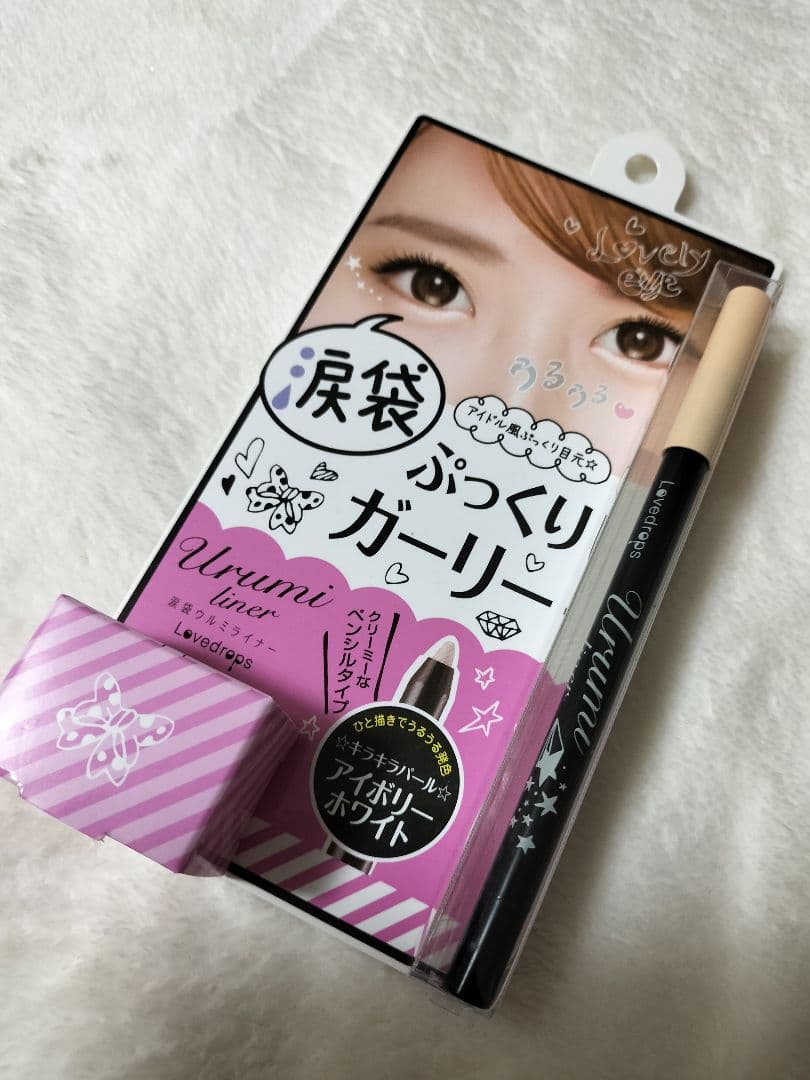 Lovely
eye
うるうる
涙袋
アイドル風ぷっくり目元☆
ぷっくり
ガーリー
Urumi
liner
涙袋ウルミライナー
Lovedrops
クリーミーな
ペンシルタイプ
ひと描きでうるうる発色
☆キラキラパール☆
アイボリー
ホワイト
Lovedrops
Urumi